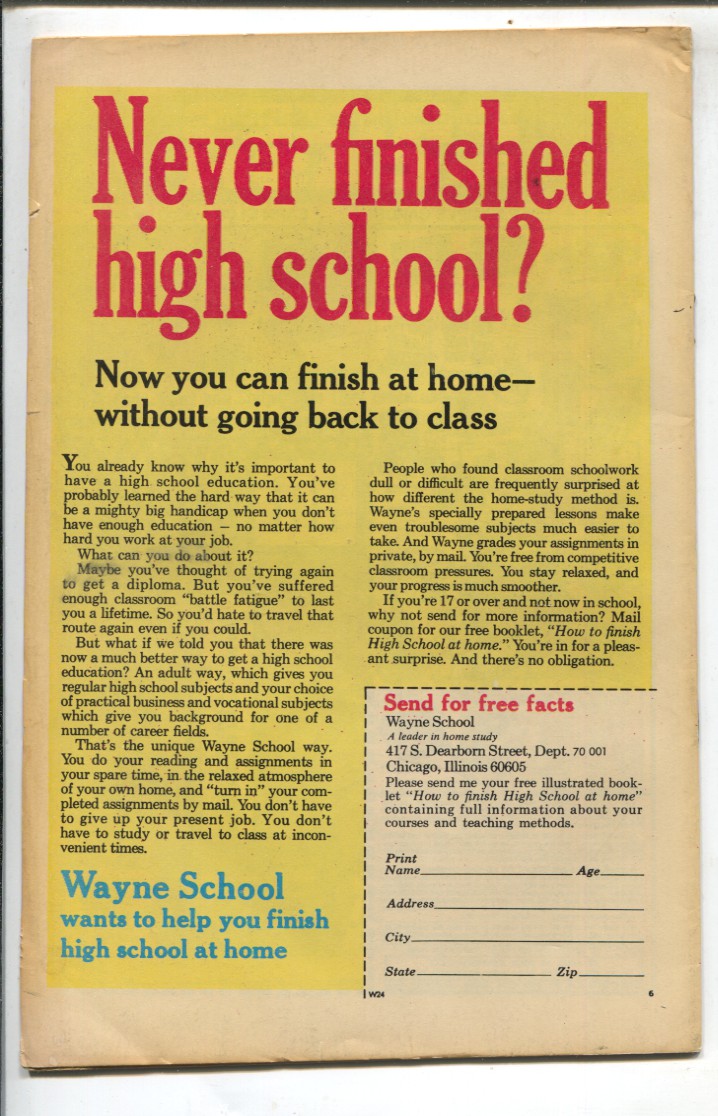 Never finished
high school?
Now you can finish at home—
without going back to class
You already know why it's important to
have a high school education. You've
probably learned the hard way that it can
be a mighty big handicap when you don't
have enough education — no matter how
hard you work at your job.
What can you do about it?
Maybe you've thought of trying again
to get a diploma. But you've suffered
enough classroom "battle fatigue" to last
you a lifetime. So you'd hate to travel that
route again even if you could.
But what if we told you that there was
now a much better way to get a high school
education? An adult way, which gives you
regular high school subjects and your choice
of practical business and vocational subjects
which give you background for one of a
number of career fields.
That's the unique Wayne School way.
You do your reading and assignments in
your spare time, in the relaxed atmosphere
of your own home, and "turn in" your com-
pleted assignments by mail. You don't have
to give up your present job. You don't
have to study or travel to class at incon-
venient times.
Wayne School
wants to help you finish
high school at home
People who found classroom schoolwork
dull or difficult are frequently surprised at
how different the home-study method is.
Wayne's specially prepared lessons make
even troublesome subjects much easier to
take. And Wayne grades your assignments in
private, by mail. You're free from competitive
classroom pressures. You stay relaxed, and
your progress is much smoother.
If you're 17 or over and not now in school,
why not send for more information? Mail
coupon for our free booklet, "How to finish
High School at home." You're in for a pleas-
ant surprise. And there's no obligation.
Send for free facts
Wayne School
A leader in home study
417 S. Dearborn Street, Dept. 70 001
Chicago, Illinois 60605
Please send me your free illustrated book-
let "How to finish High School at home"
containing full information about your
courses and teaching methods.
Print
Name Age
Address
City
State Zip
W24 6